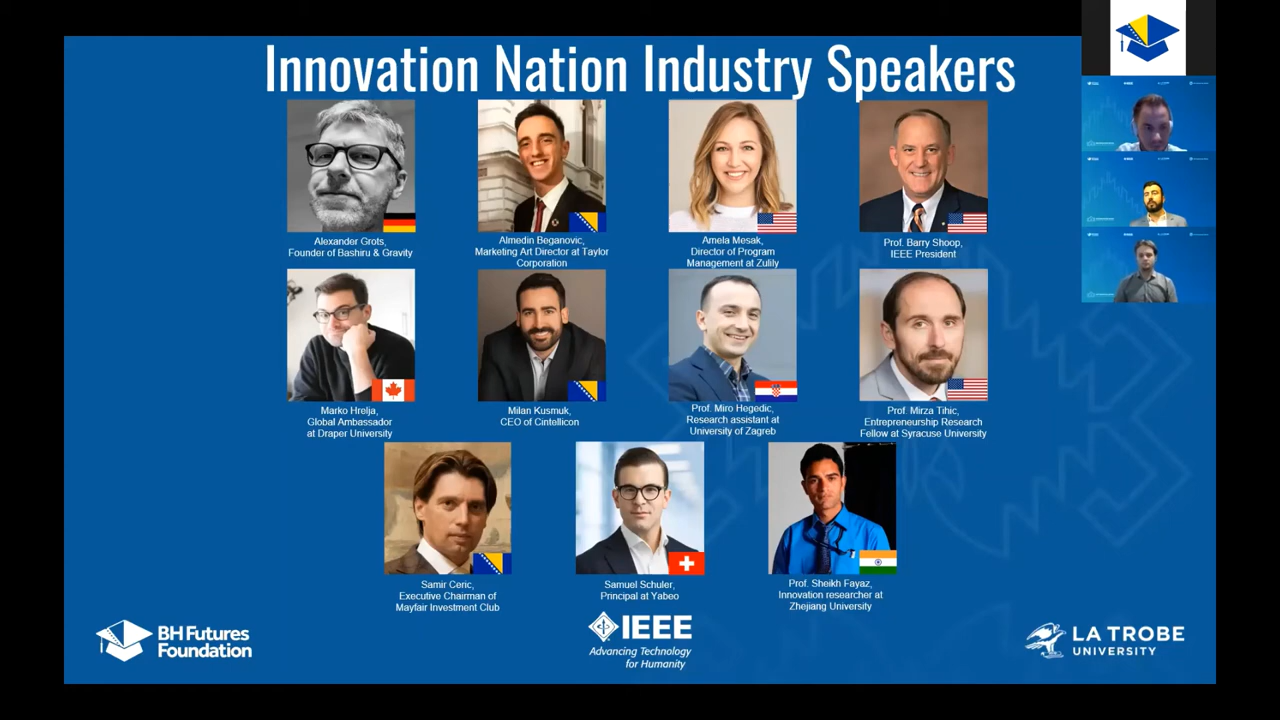 Innovation Nation Industry Speakers
Alexander Grots,
Founder of Bashiru & Gravity
Almedin Beganovic,
Marketing Art Director at Taylor
Corporation
Amela Mesak,
Director of Program
Management at Zulily
Prof. Barry Shoop,
IEEE President
Marko Hrelja,
Global Ambassador
at Draper University
Milan Kusmuk,
CEO of Cintellicon
Prof. Miro Hegedic,
Research assistant at
University of Zagreb
Prof. Mirza Tihic,
Entrepreneurship Research
Fellow at Syracuse University
Samir Ceric,
Executive Chairman of
Mayfair Investment Club
Samuel Schuler,
Principal at Yabeo
Prof. Sheikh Fayaz,
Innovation researcher at
Zhejiang University
BH Futures
Foundation
IEEE
Advancing Technology
for Humanity
LA TROBE
UNIVERSITY